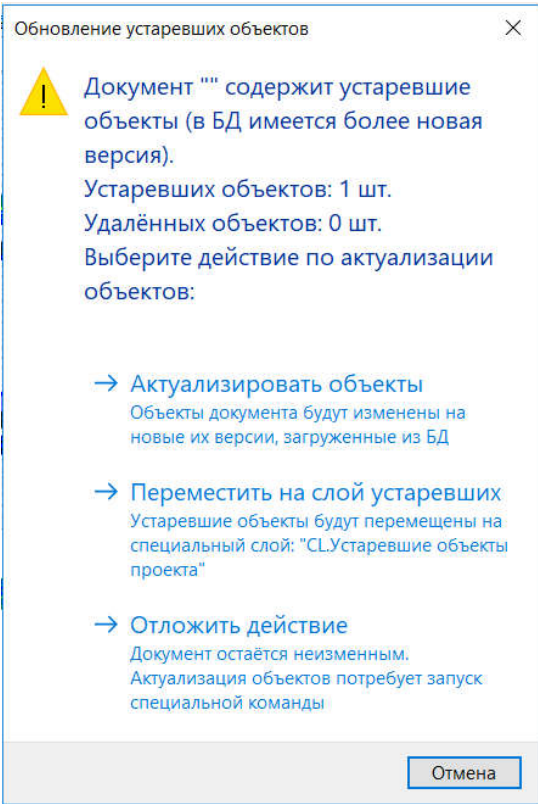 Обновление устаревших объектов
Документ "" содержит устаревшие
объекты (в БД имеется более новая
версия).
Устаревших объектов: 1 шт.
Удалённых объектов: 0 шт.
Выберите действие по актуализации
объектов:
Актуализировать объекты
Объекты документа будут изменены на
новые их версии, загруженные из БД
Переместить на слой устаревших
Устаревшие объекты будут перемещены на
специальный слой: "CL.Устаревшие объекты
проекта"
Отложить действие
Документ остаётся неизменным.
Актуализация объектов потребует запуск
специальной команды
Отмена